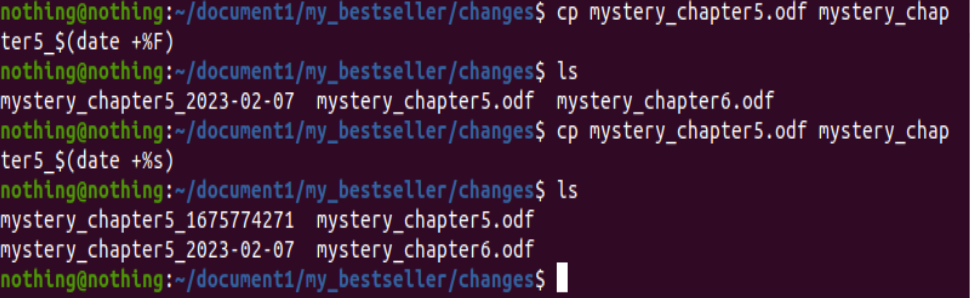 nothing@nothing:~/document1/my_bestseller/changes$ cp mystery_chapter5.odf mystery_chap
ter5_$(date +%F)
nothing@nothing:~/document1/my_bestseller/changes$ ls
mystery_chapter5_2023-02-07  mystery_chapter5.odf  mystery_chapter6.odf
nothing@nothing:~/document1/my_bestseller/changes$ cp mystery_chapter5.odf mystery_chap
ter5_$(date +%s)
nothing@nothing:~/document1/my_bestseller/changes$ ls
mystery_chapter5_1675774271  mystery_chapter5.odf
mystery_chapter5_2023-02-07  mystery_chapter6.odf
nothing@nothing:~/document1/my_bestseller/changes$